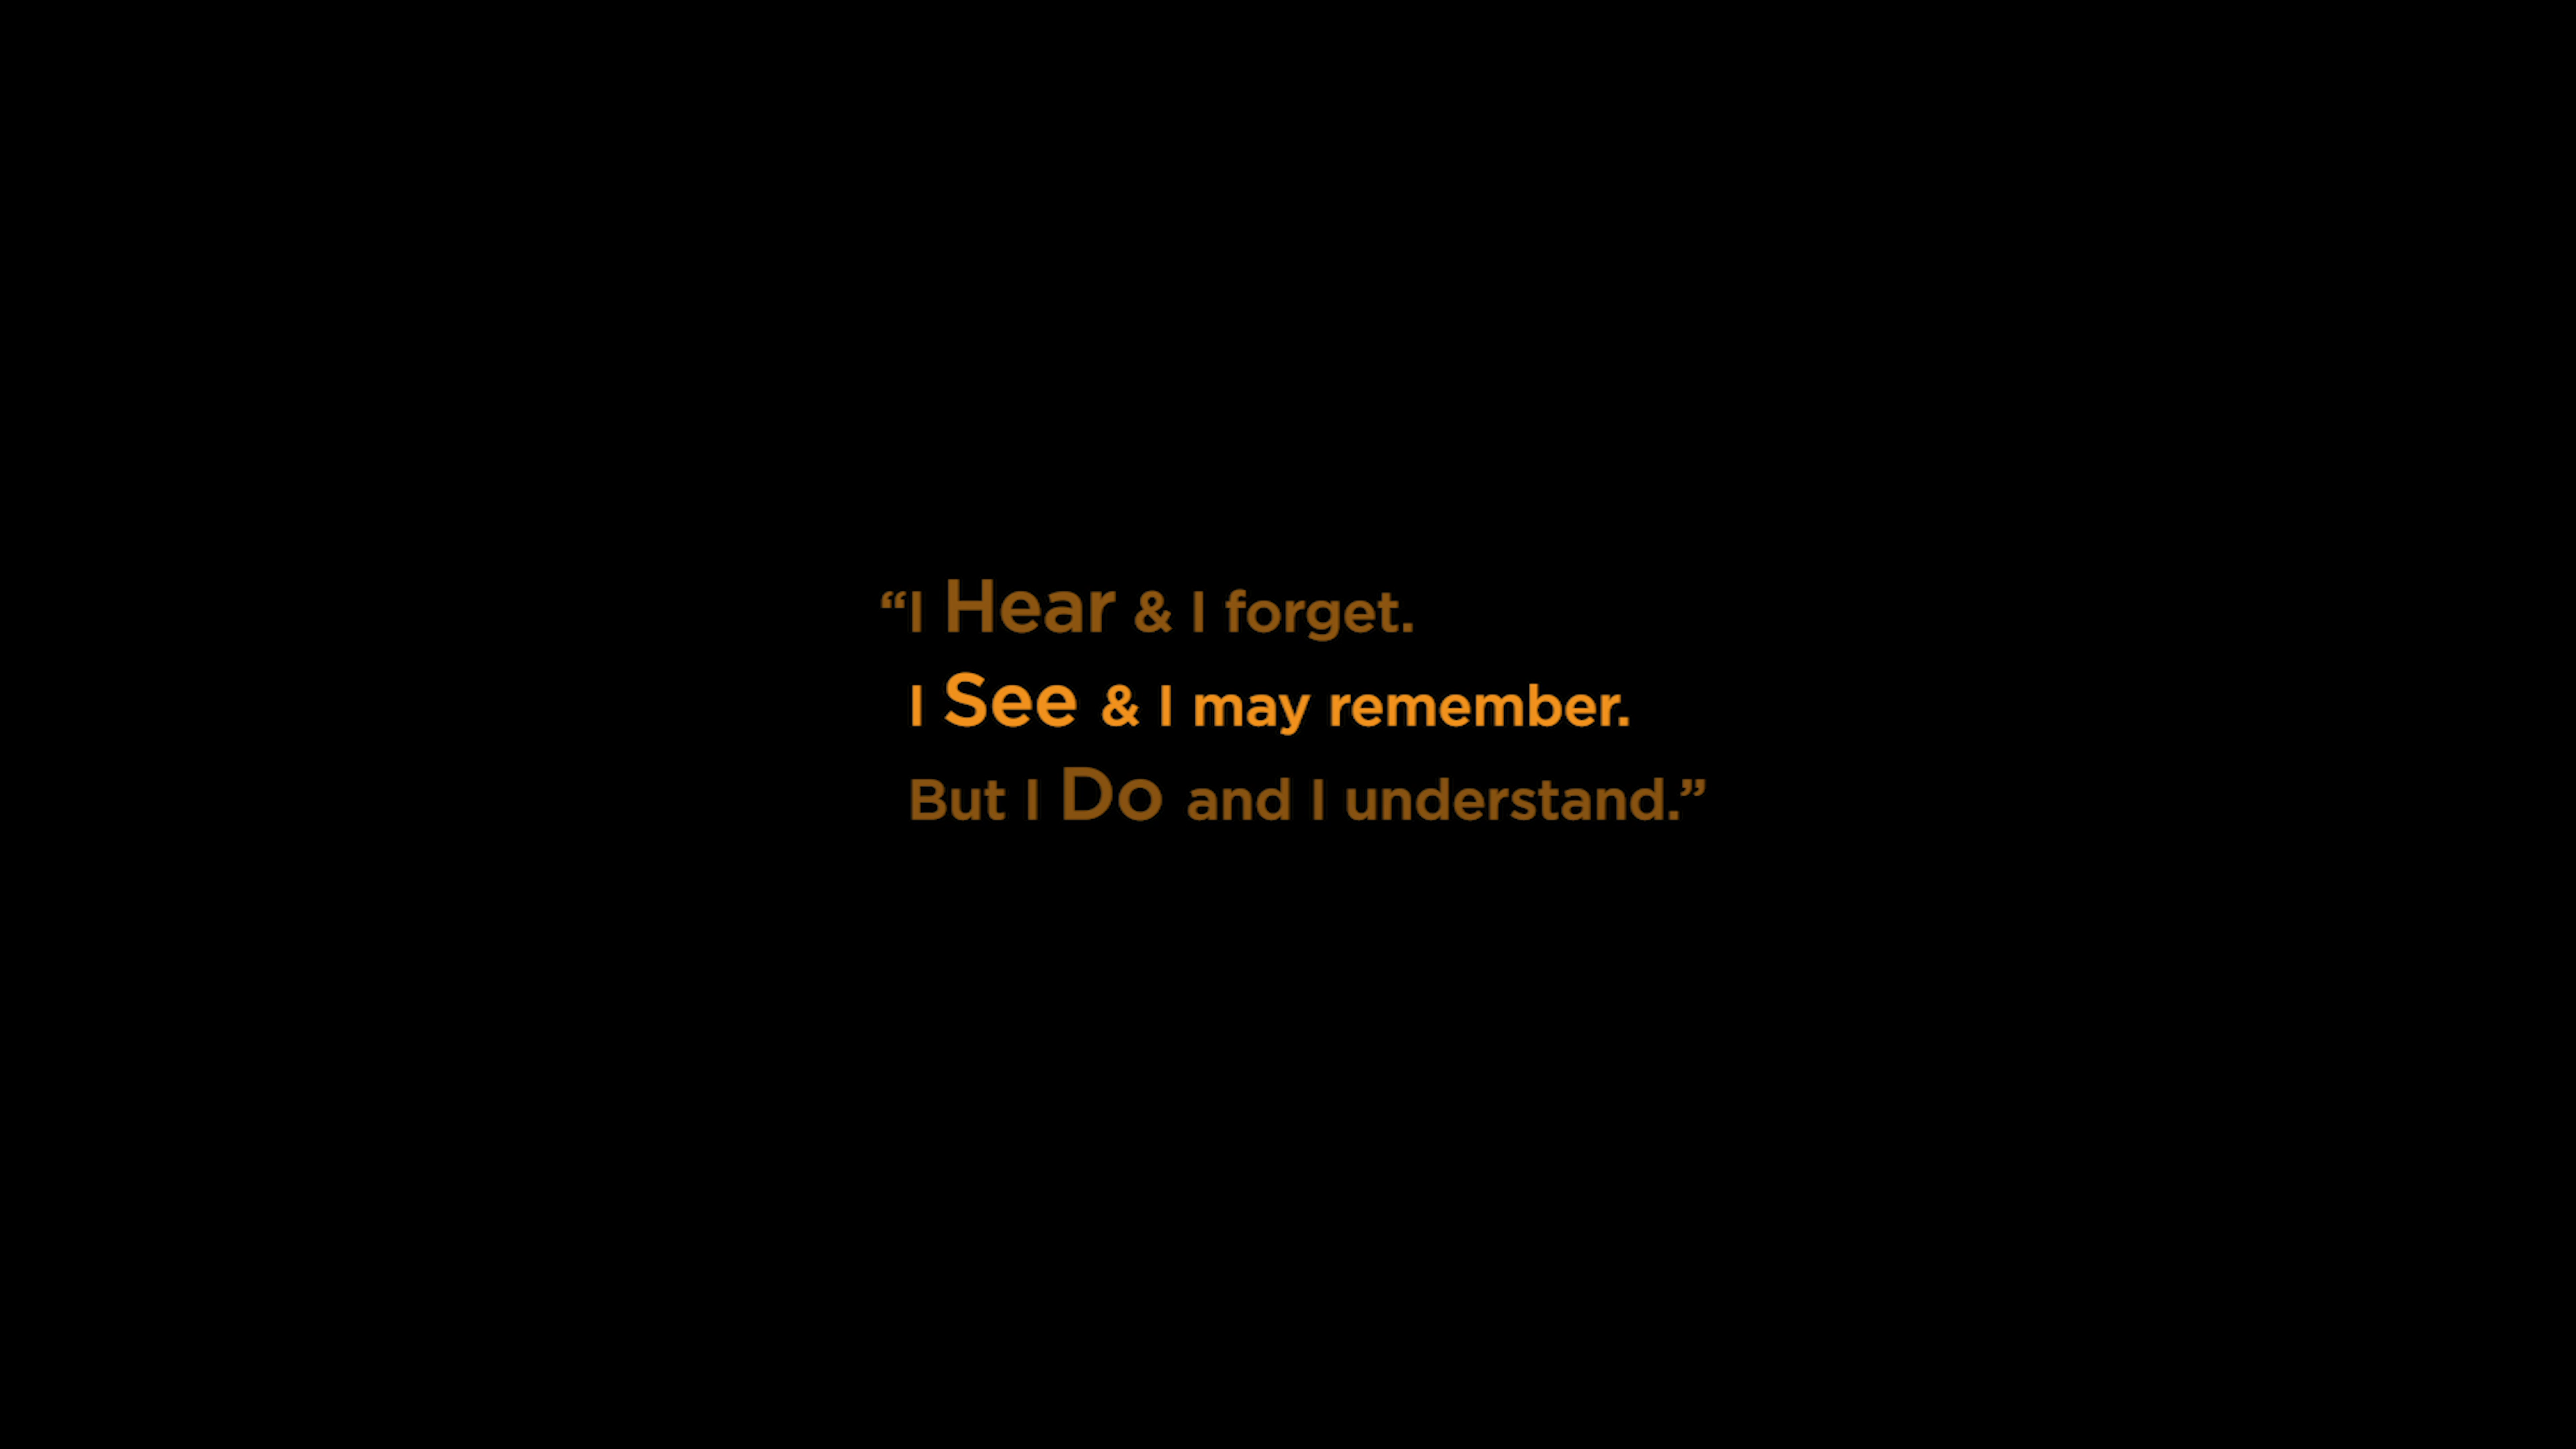 “I Hear & I forget.
I See & I may remember.
But I Do and I understand.”